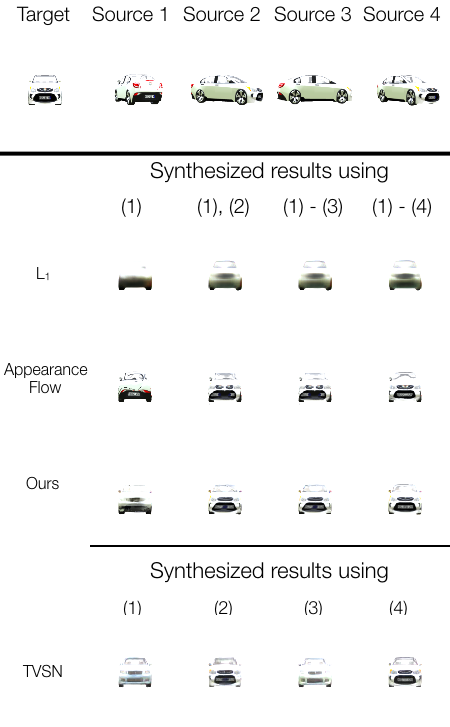 Target Source 1 Source 2 Source 3 Source 4
Synthesized results using
(1) (1), (2) (1) - (3) (1) - (4)
L₁
Appearance
Flow
Ours
Synthesized results using
(1) (2) (3) (4)
TVSN